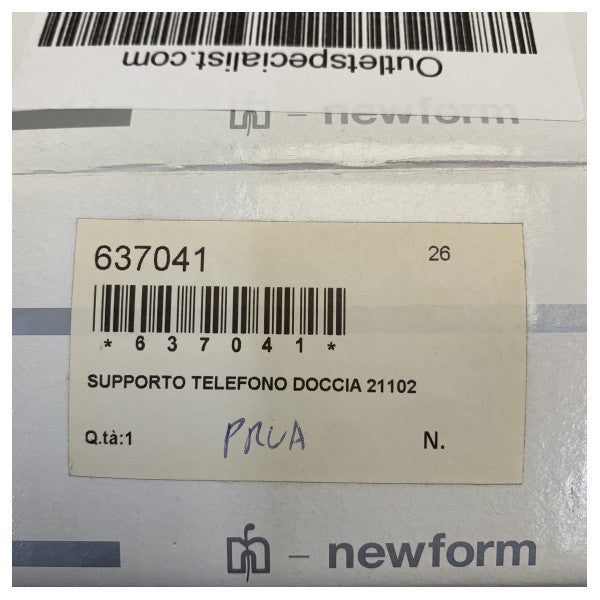 Outletspecialist.com
newform
637041
26
*637041*
SUPPORTO TELEFONO DOCCIA 21102
Q.tà:1
PRUA
N.
– newform